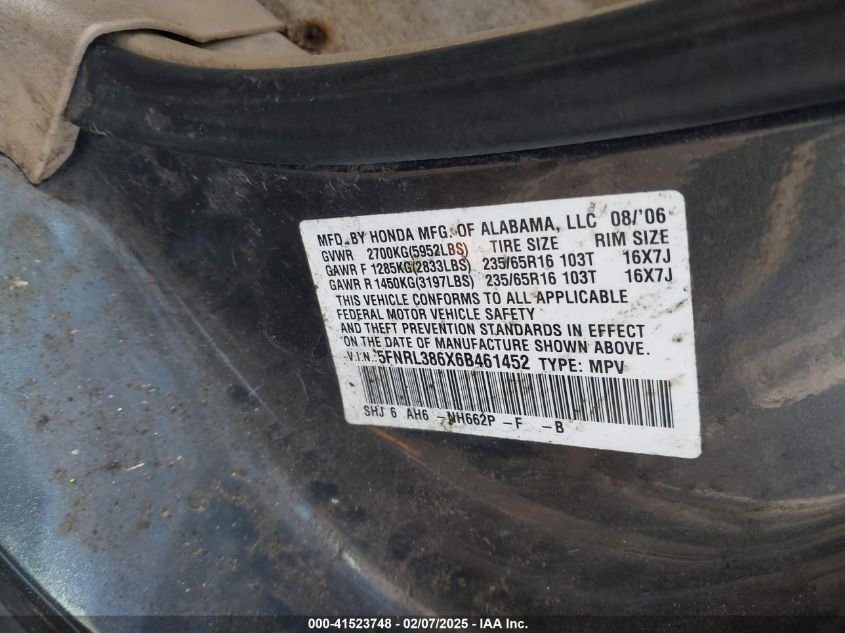 MFD. BY HONDA MFG. OF ALABAMA, LLC 08/'06
GVWR 2700KG(5952LBS) TIRE SIZE RIM SIZE
GAWR F 1285KG(2833LBS) 235/65R16 103T 16X7J
GAWR R 1450KG(3197LBS) 235/65R16 103T 16X7J
THIS VEHICLE CONFORMS TO ALL APPLICABLE
FEDERAL MOTOR VEHICLE SAFETY
AND THEFT PREVENTION STANDARDS IN EFFECT
ON THE DATE OF MANUFACTURE SHOWN ABOVE.
V.I.N.: 5FNRL386X6B461452 TYPE: MPV
SHJ 6 AH6 -NH662P -F -B
000-41523748 - 02/07/2025 - IAAI.COM